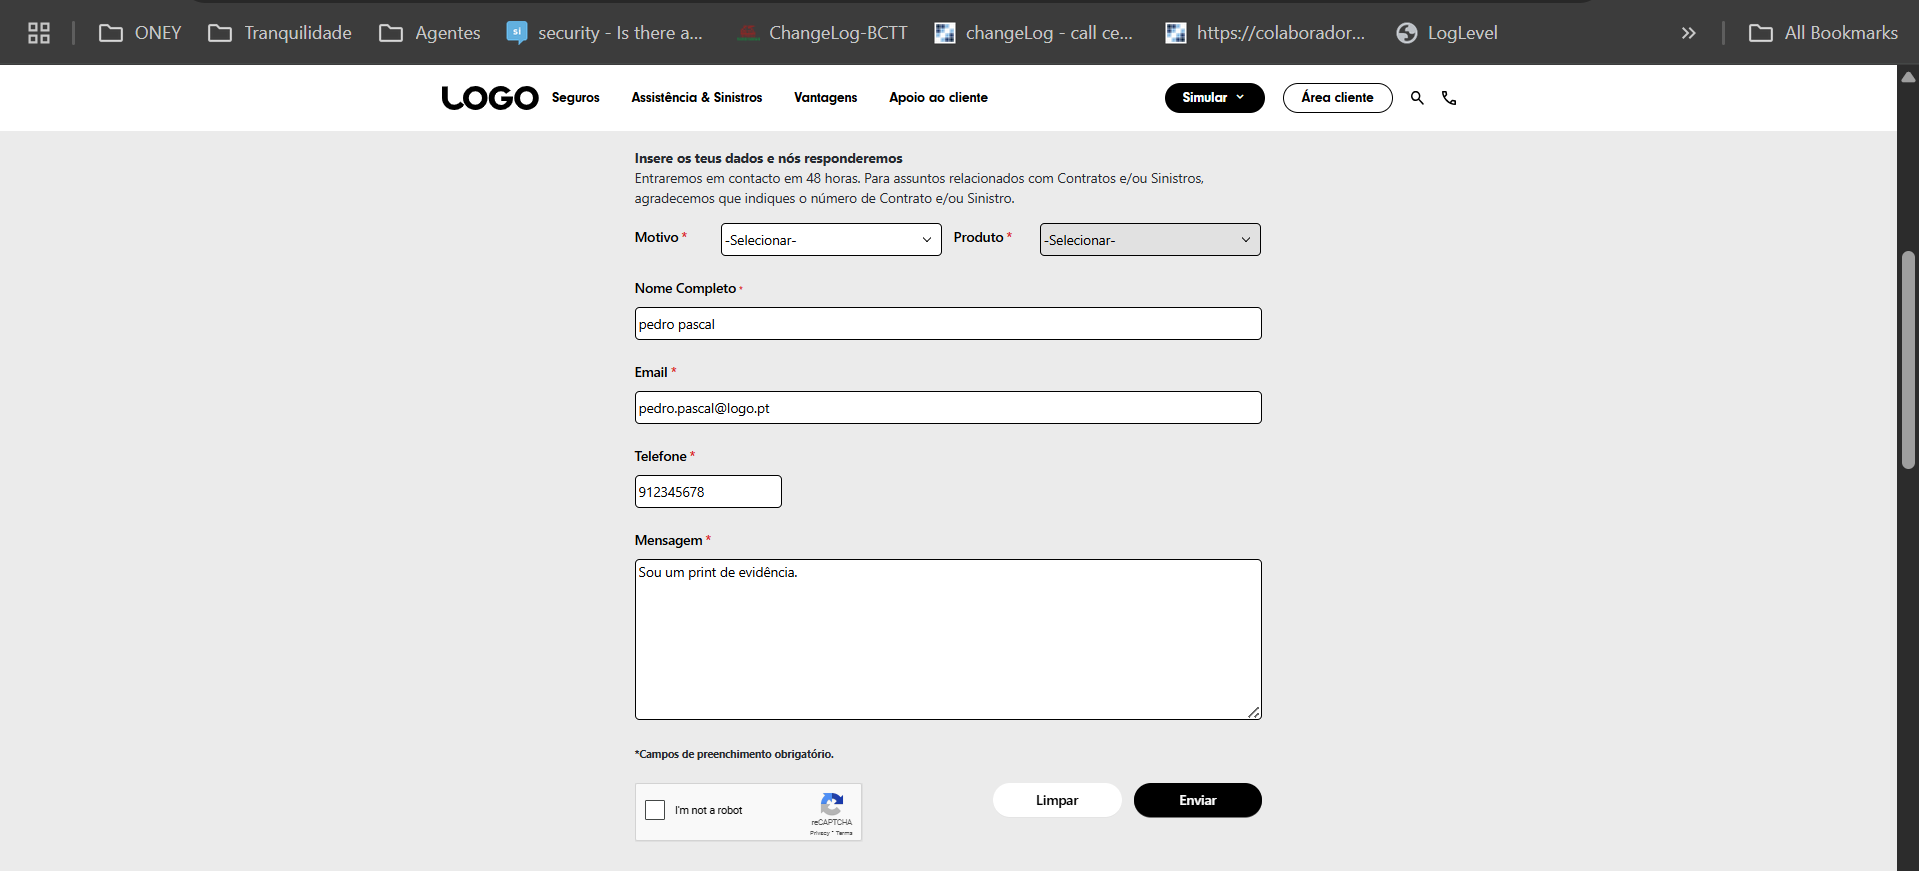 ONEY
Tranquilidade
Agentes
si
security - Is there a...
ChangeLog-BCTT
changeLog - call ce...
https://colaborador...
LogLevel
»
All Bookmarks
LOGO
Seguros
Assistência & Sinistros
Vantagens
Apoio ao cliente
Simular
Área cliente
Insere os teus dados e nós responderemos
Entraremos em contacto em 48 horas. Para assuntos relacionados com Contratos e/ou Sinistros,
agradecemos que indiques o número de Contrato e/ou Sinistro.
Motivo *
-Selecionar-
Produto *
-Selecionar-
Nome Completo *
pedro pascal
Email *
pedro.pascal@logo.pt
Telefone *
912345678
Mensagem *
Sou um print de evidência.
*Campos de preenchimento obrigatório.
I'm not a robot
reCAPTCHA
Privacy - Terms
Limpar
Enviar